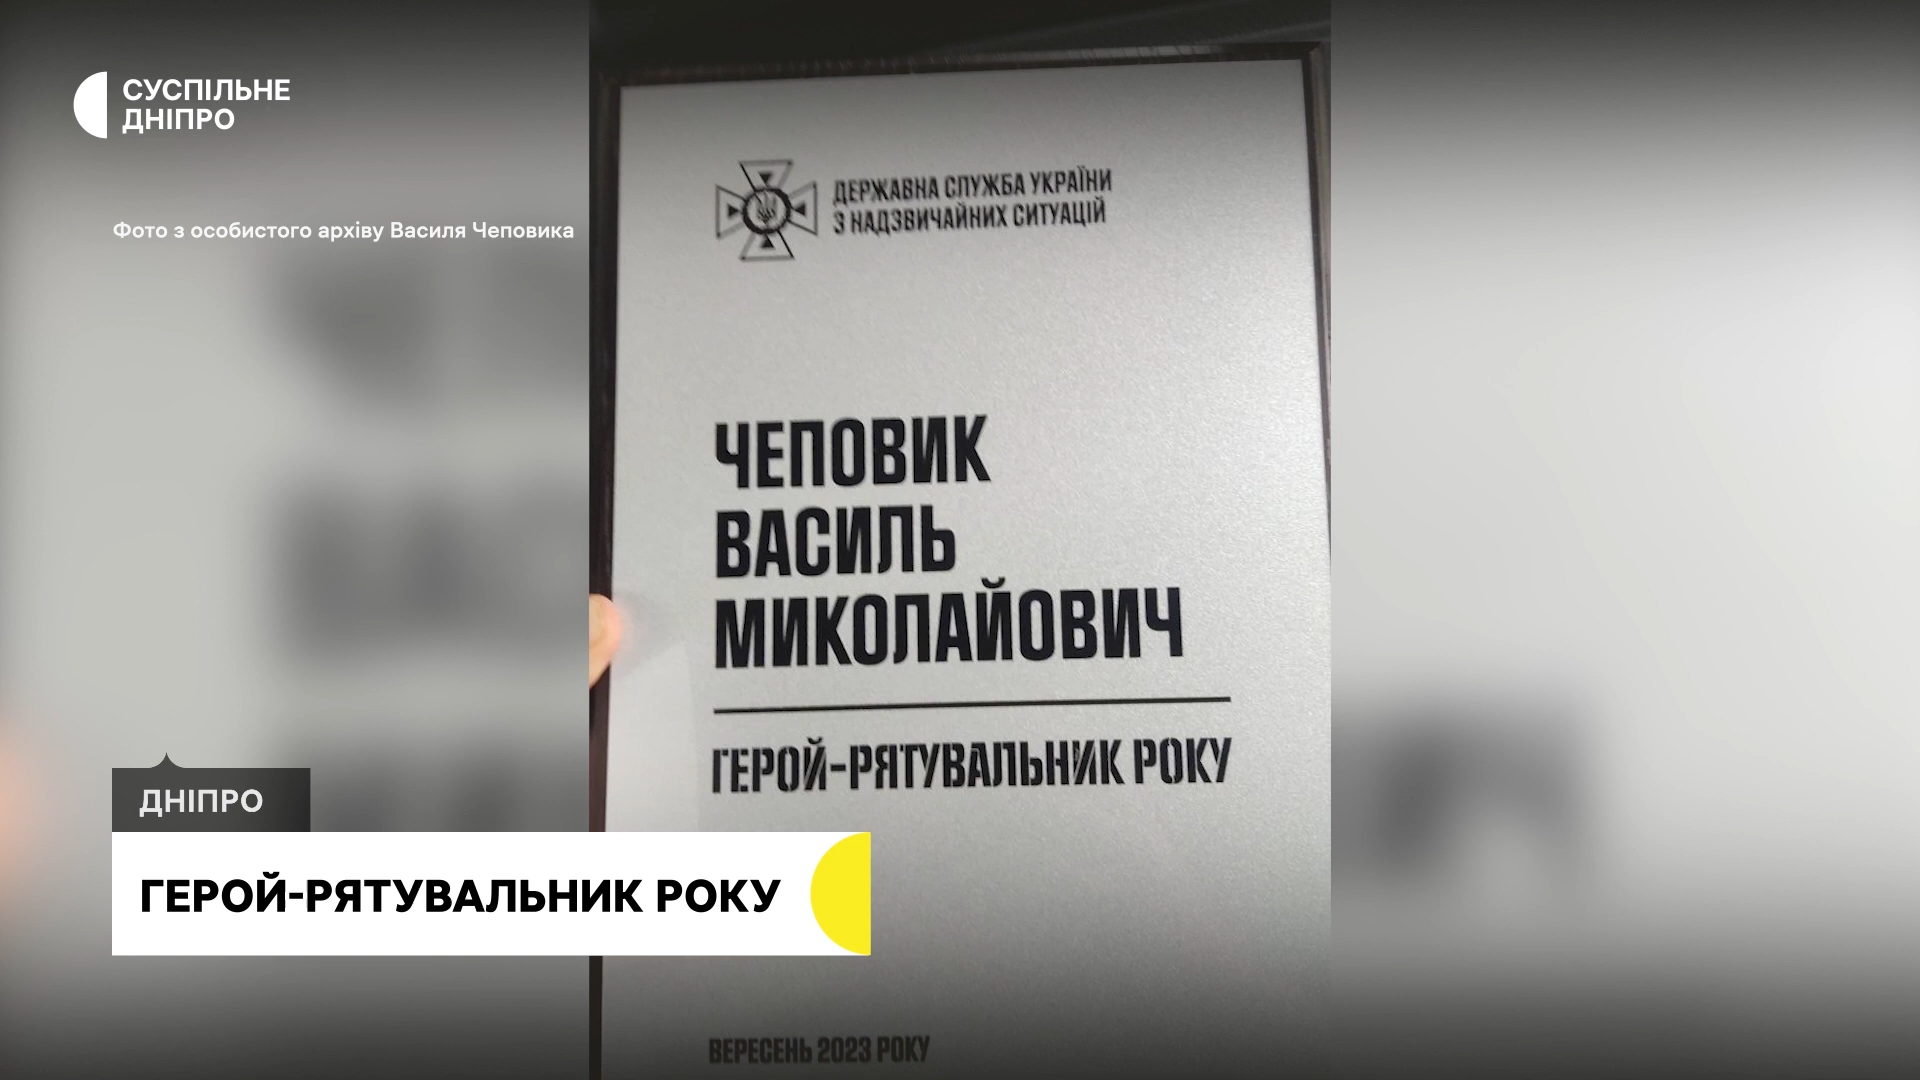 СУСПІЛЬНЕ
ДНІПРО
Фото з особистого архіву Василя Чеповика
ДЕРЖАВНА СЛУЖБА УКРАЇНИ
З НАДЗВИЧАЙНИХ СИТУАЦІЙ
ЧЕПОВИК
ВАСИЛЬ
МИКОЛАЙОВИЧ
ГЕРОЙ-РЯТУВАЛЬНИК РОКУ
ДНІПРО
ГЕРОЙ-РЯТУВАЛЬНИК РОКУ
ВЕРЕСЕНЬ 2023 РОКУ